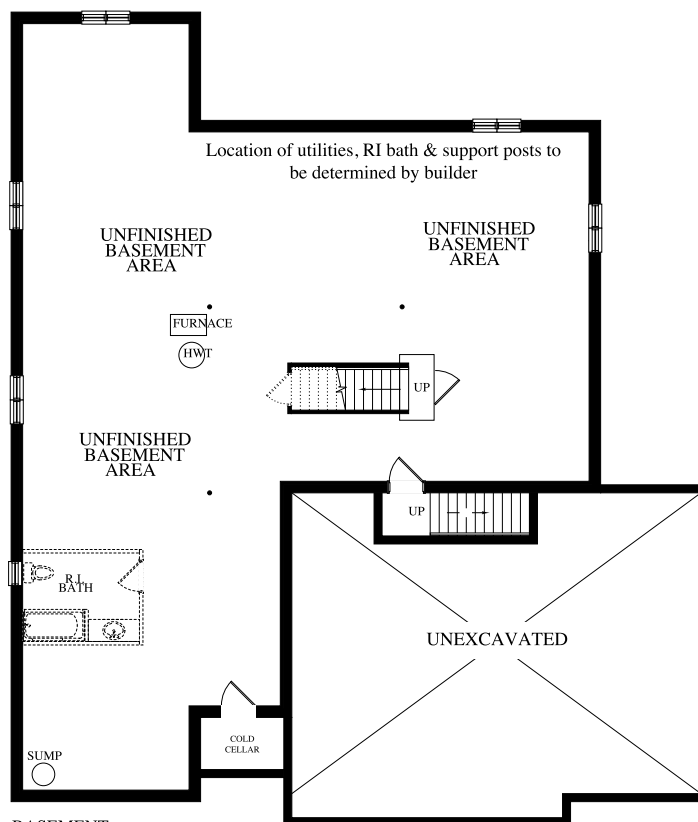 Location of utilities, RI bath & support posts to
be determined by builder
UNFINISHED
BASEMENT
AREA
UNFINISHED
BASEMENT
AREA
FURNACE
HWT
UP
UNFINISHED
BASEMENT
AREA
UP
R.I.
BATH
UNEXCAVATED
COLD
CELLAR
SUMP
BASEMENT